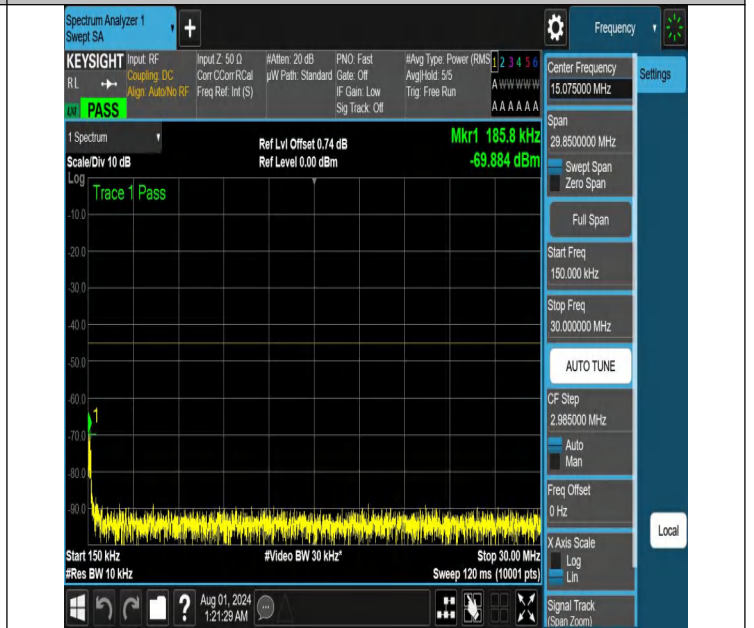 Spectrum Analyzer 1
Swept SA
+
Frequency
KEYSIGHT
RL
PASS
Input: RF
Coupling: DC
Align: Auto/No RF
Input Z: 50 Ω
Corr CCorr RCal
Freq Ref: Int (S)
#Atten: 20 dB
µW Path: Standard
PNO: Fast
Gate: Off
IF Gain: Low
Sig Track: Off
#Avg Type: Power (RMS
Avg|Hold: 5/5
Trig: Free Run
1 2 3 4 5 6
A W W W W W
A A A A A A
1 Spectrum
Scale/Div 10 dB
Ref Lvl Offset 0.74 dB
Ref Level 0.00 dBm
Mkr1 185.8 kHz
-69.884 dBm
Log
Trace 1 Pass
-10.0
-20.0
-30.0
-40.0
-50.0
-60.0
-70.0
-80.0
-90.0
1
Start 150 kHz
#Res BW 10 kHz
#Video BW 30 kHz*
Stop 30.00 MHz
Sweep 120 ms (10001 pts)
?
Aug 01, 2024
1:21:29 AM
Center Frequency
15.075000 MHz
Settings
Span
29.8500000 MHz
Swept Span
Zero Span
Full Span
Start Freq
150.000 kHz
Stop Freq
30.000000 MHz
AUTO TUNE
CF Step
2.985000 MHz
Auto
Man
Freq Offset
0 Hz
Local
X Axis Scale
Log
Lin
Signal Track
(Span Zoom)